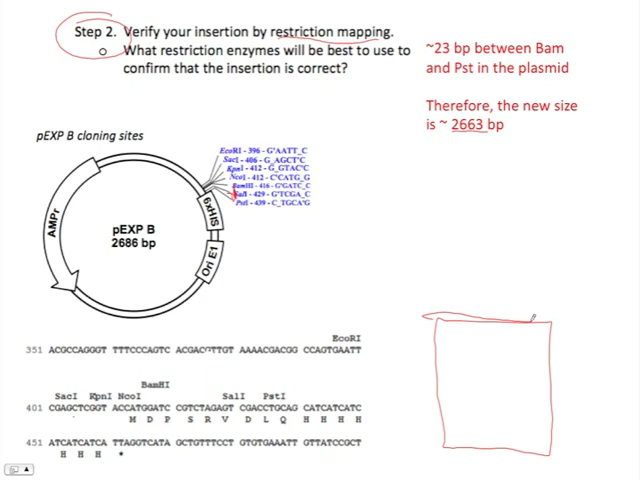 Step 2. Verify your insertion by restriction mapping.
o What restriction enzymes will be best to use to
confirm that the insertion is correct?
~23 bp between Bam
and Pst in the plasmid
Therefore, the new size
is ~ 2663 bp
pEXP B cloning sites
EcoRI - 396 - G'AATT_C
SacI - 406 - G_AGCT'C
KpnI - 412 - G_GTAC'C
NcoI - 412 - C'CATG_G
BamHI - 416 - G'GATC_C
SalI - 429 - G'TCGA_C
PstI - 439 - C_TGCA'G
AMPr
6xHIS
pEXP B
2686 bp
Ori E1
EcoRI
351 ACGCCAGGGT TTTCCCAGTC ACGACGTTGT AAAACGACGG CCAGTGAATT
BamHI
SacI KpnI NcoI SalI PstI
401 CGAGCTCGGT ACCATGGATC CGTCTAGAGT CGACCTGCAG CATCATCATC
M D P S R V D L Q H H H H
451 ATCATCATCA TTAGGTCATA GCTGTTTCCT GTGTGAAATT GTTATCCGCT
H H H *